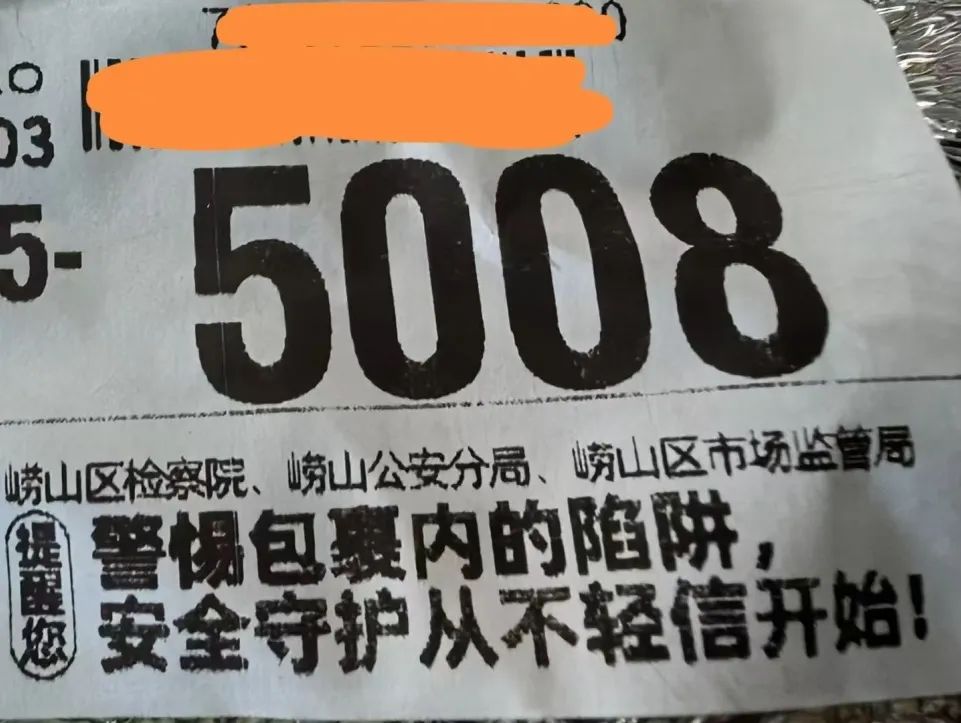 03
5-5008
崂山区检察院、崂山公安分局、崂山区市场监管局
提醒您
警惕包裹内的陷阱，
安全守护从不轻信开始！